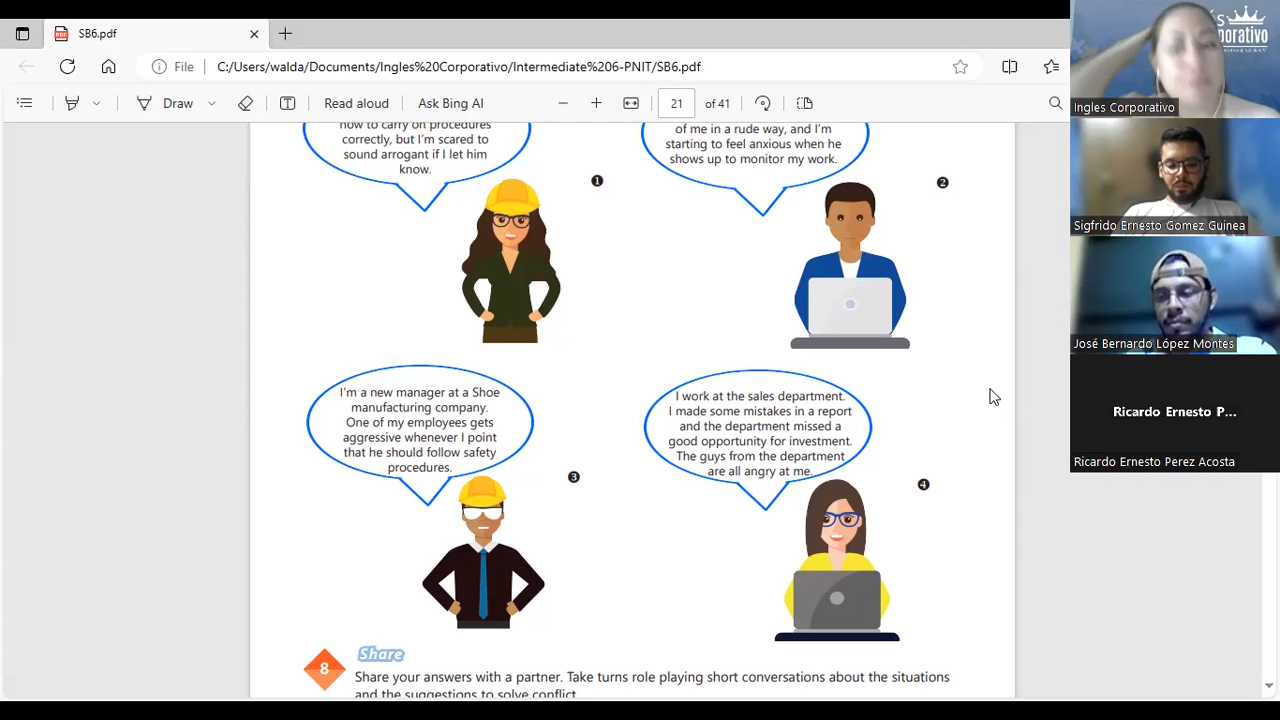 SB6.pdf
File
C:/Users/walda/Documents/Ingles%20Corporativo/Intermediate%206-PNIT/SB6.pdf
Draw
Read aloud
Ask Bing AI
21
of 41
how to carry on procedures
correctly, but I'm scared to
sound arrogant if I let him
know.
1
of me in a rude way, and I'm
starting to feel anxious when he
shows up to monitor my work.
2
I'm a new manager at a Shoe
manufacturing company.
One of my employees gets
aggressive whenever I point
that he should follow safety
procedures.
3
I work at the sales department.
I made some mistakes in a report
and the department missed a
good opportunity for investment.
The guys from the department
are all angry at me.
4
8
Share
Share your answers with a partner. Take turns role playing short conversations about the situations
and the suggestions to solve conflict.
Ingles Corporativo
Sigfrido Ernesto Gomez Guinea
José Bernardo López Montes
Ricardo Ernesto P...
Ricardo Ernesto Perez Acosta